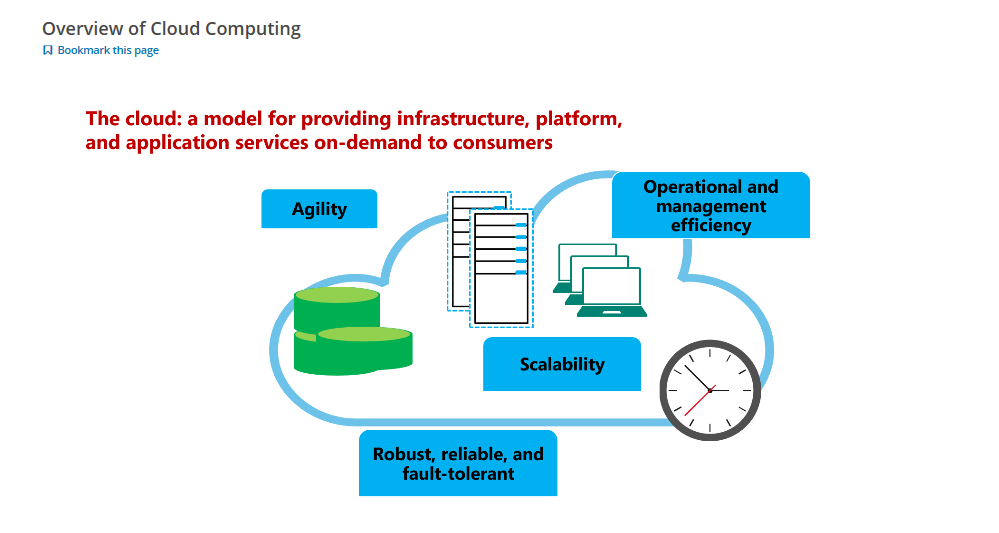 Overview of Cloud Computing
Bookmark this page
The cloud: a model for providing infrastructure, platform,
and application services on-demand to consumers
Agility
Operational and
management
efficiency
Scalability
Robust, reliable, and
fault-tolerant